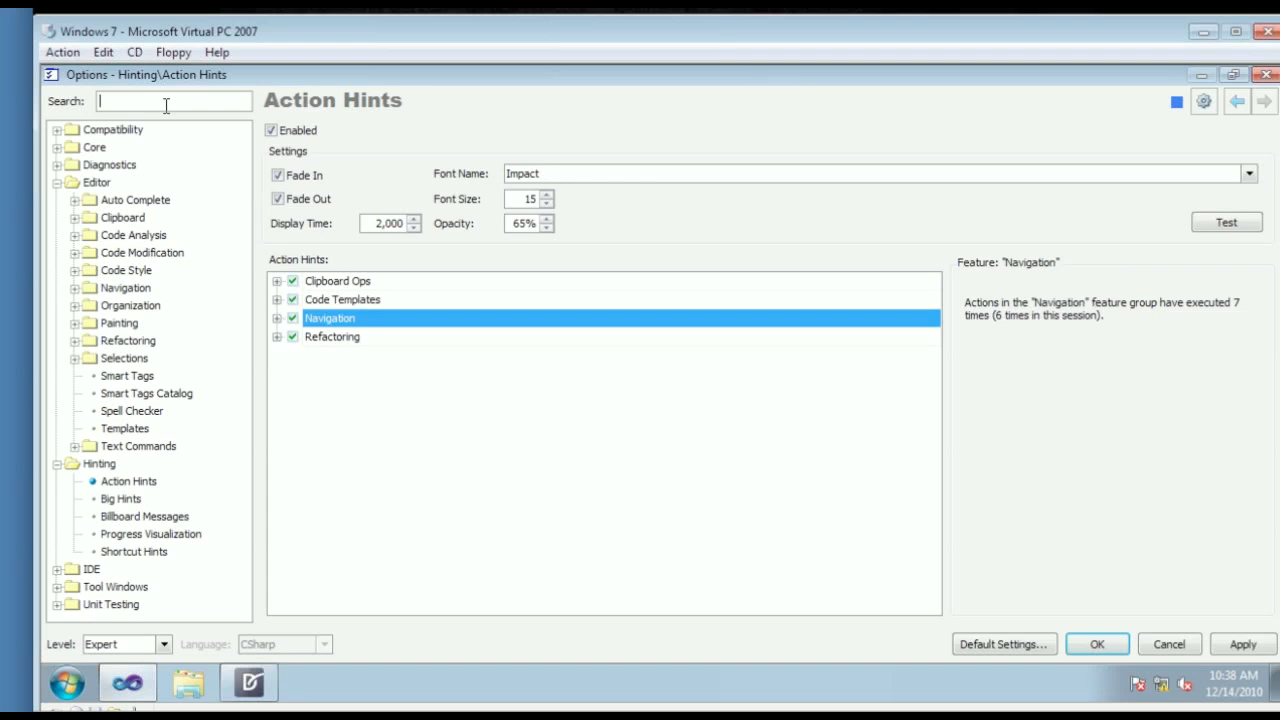 Windows 7 - Microsoft Virtual PC 2007
Action Edit CD Floppy Help
Options - Hinting\Action Hints
Search:
Action Hints
Compatibility
Core
Diagnostics
Editor
Auto Complete
Clipboard
Code Analysis
Code Modification
Code Style
Navigation
Organization
Painting
Refactoring
Selections
Smart Tags
Smart Tags Catalog
Spell Checker
Templates
Text Commands
Hinting
Action Hints
Big Hints
Billboard Messages
Progress Visualization
Shortcut Hints
IDE
Tool Windows
Unit Testing
Enabled
Settings
Fade In Font Name: Impact
Fade Out Font Size: 15
Display Time: 2,000 Opacity: 65% Test
Action Hints:
Clipboard Ops
Code Templates
Navigation
Refactoring
Feature: "Navigation"
Actions in the "Navigation" feature group have executed 7
times (6 times in this session).
Level: Expert Language: CSharp Default Settings... OK Cancel Apply
10:38 AM
12/14/2010